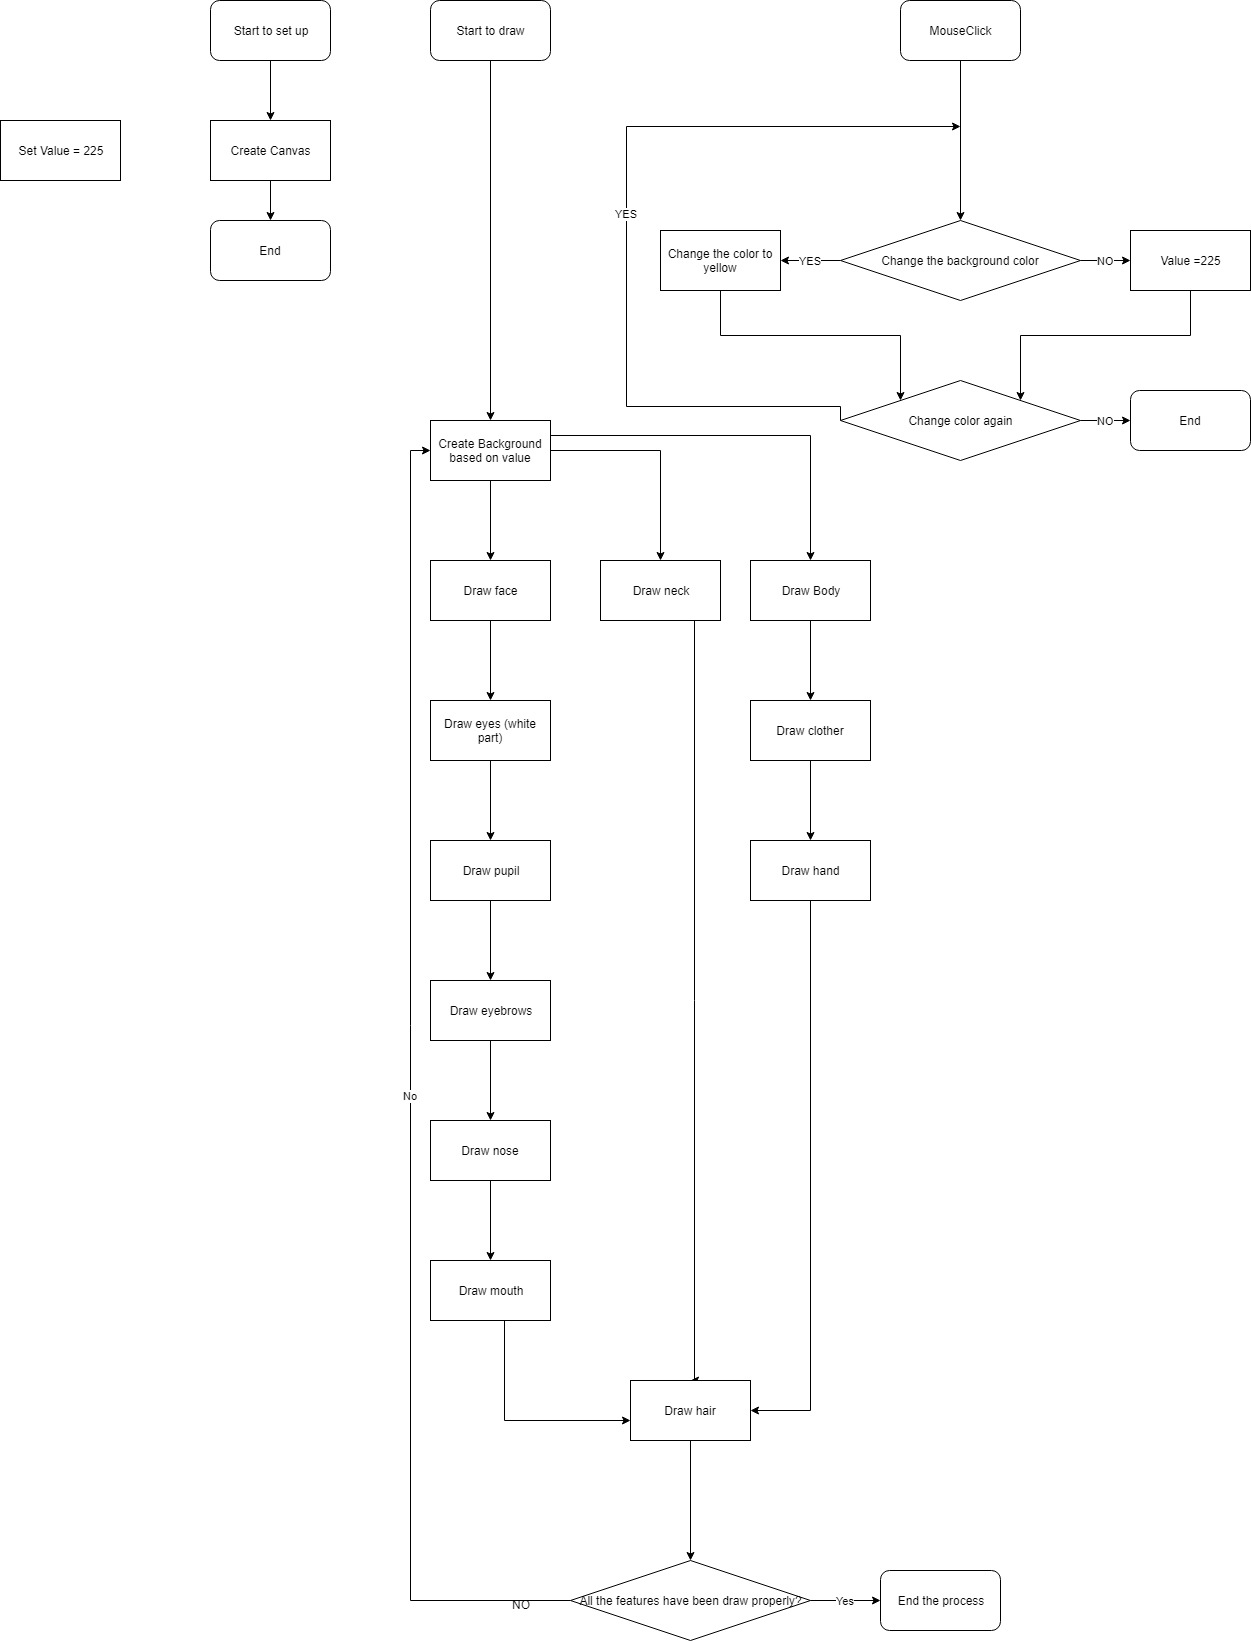 Start to set up
Start to draw
MouseClick
Set Value = 225
Create Canvas
YES
End
Change the color to
yellow
YES
Change the background color
NO
Value =225
Change color again
NO
End
Create Background
based on value
Draw face
Draw neck
Draw Body
Draw eyes (white
part)
Draw clother
Draw pupil
Draw hand
Draw eyebrows
No
Draw nose
Draw mouth
Draw hair
NO
All the features have been draw properly?
Yes
End the process